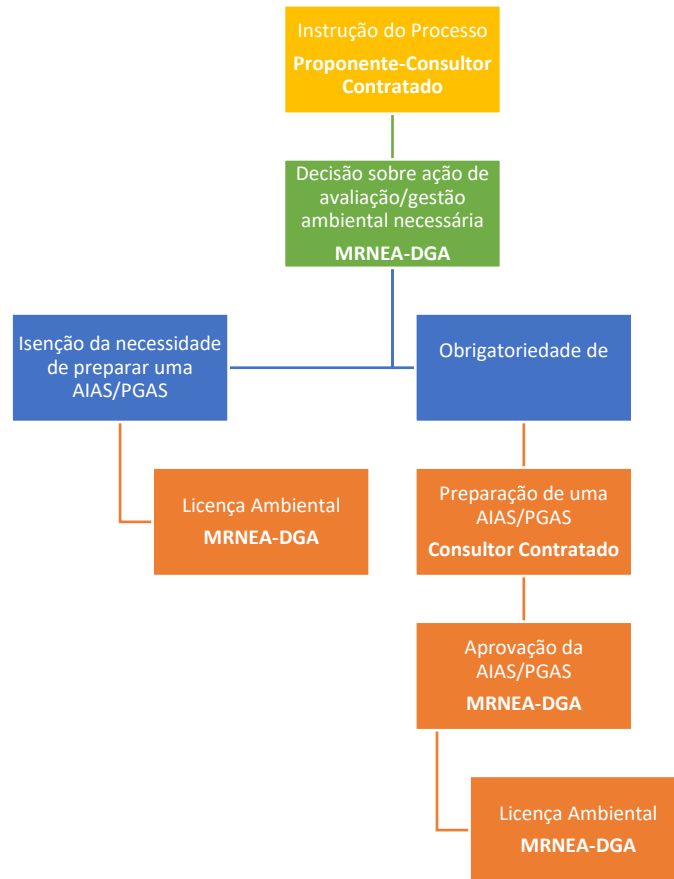 Instrução do Processo
Proponente-Consultor
Contratado
Decisão sobre ação de
avaliação/gestão
ambiental necessária
MRNEA-DGA
Isenção da necessidade
de preparar uma
AIAS/PGAS
Obrigatoriedade de
Licença Ambiental
MRNEA-DGA
Preparação de uma
AIAS/PGAS
Consultor Contratado
Aprovação da
AIAS/PGAS
MRNEA-DGA
Licença Ambiental
MRNEA-DGA